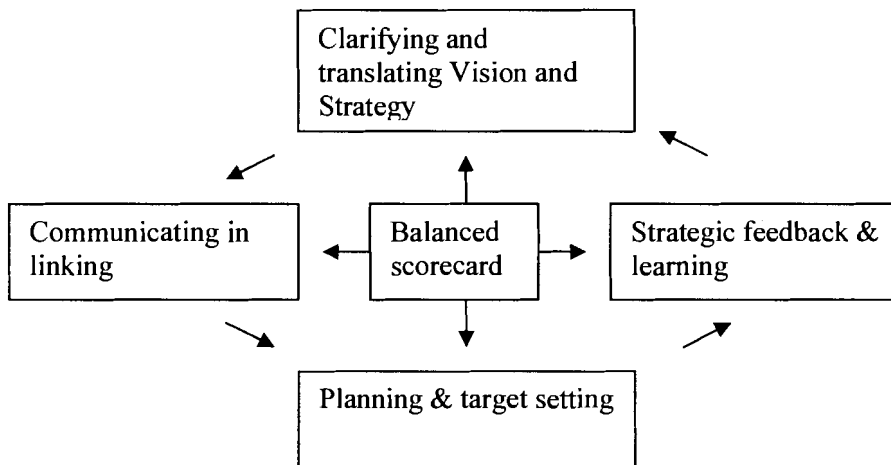 Clarifying and
translating Vision and
Strategy
Communicating in
linking
Balanced
scorecard
Strategic feedback &
learning
Planning & target setting